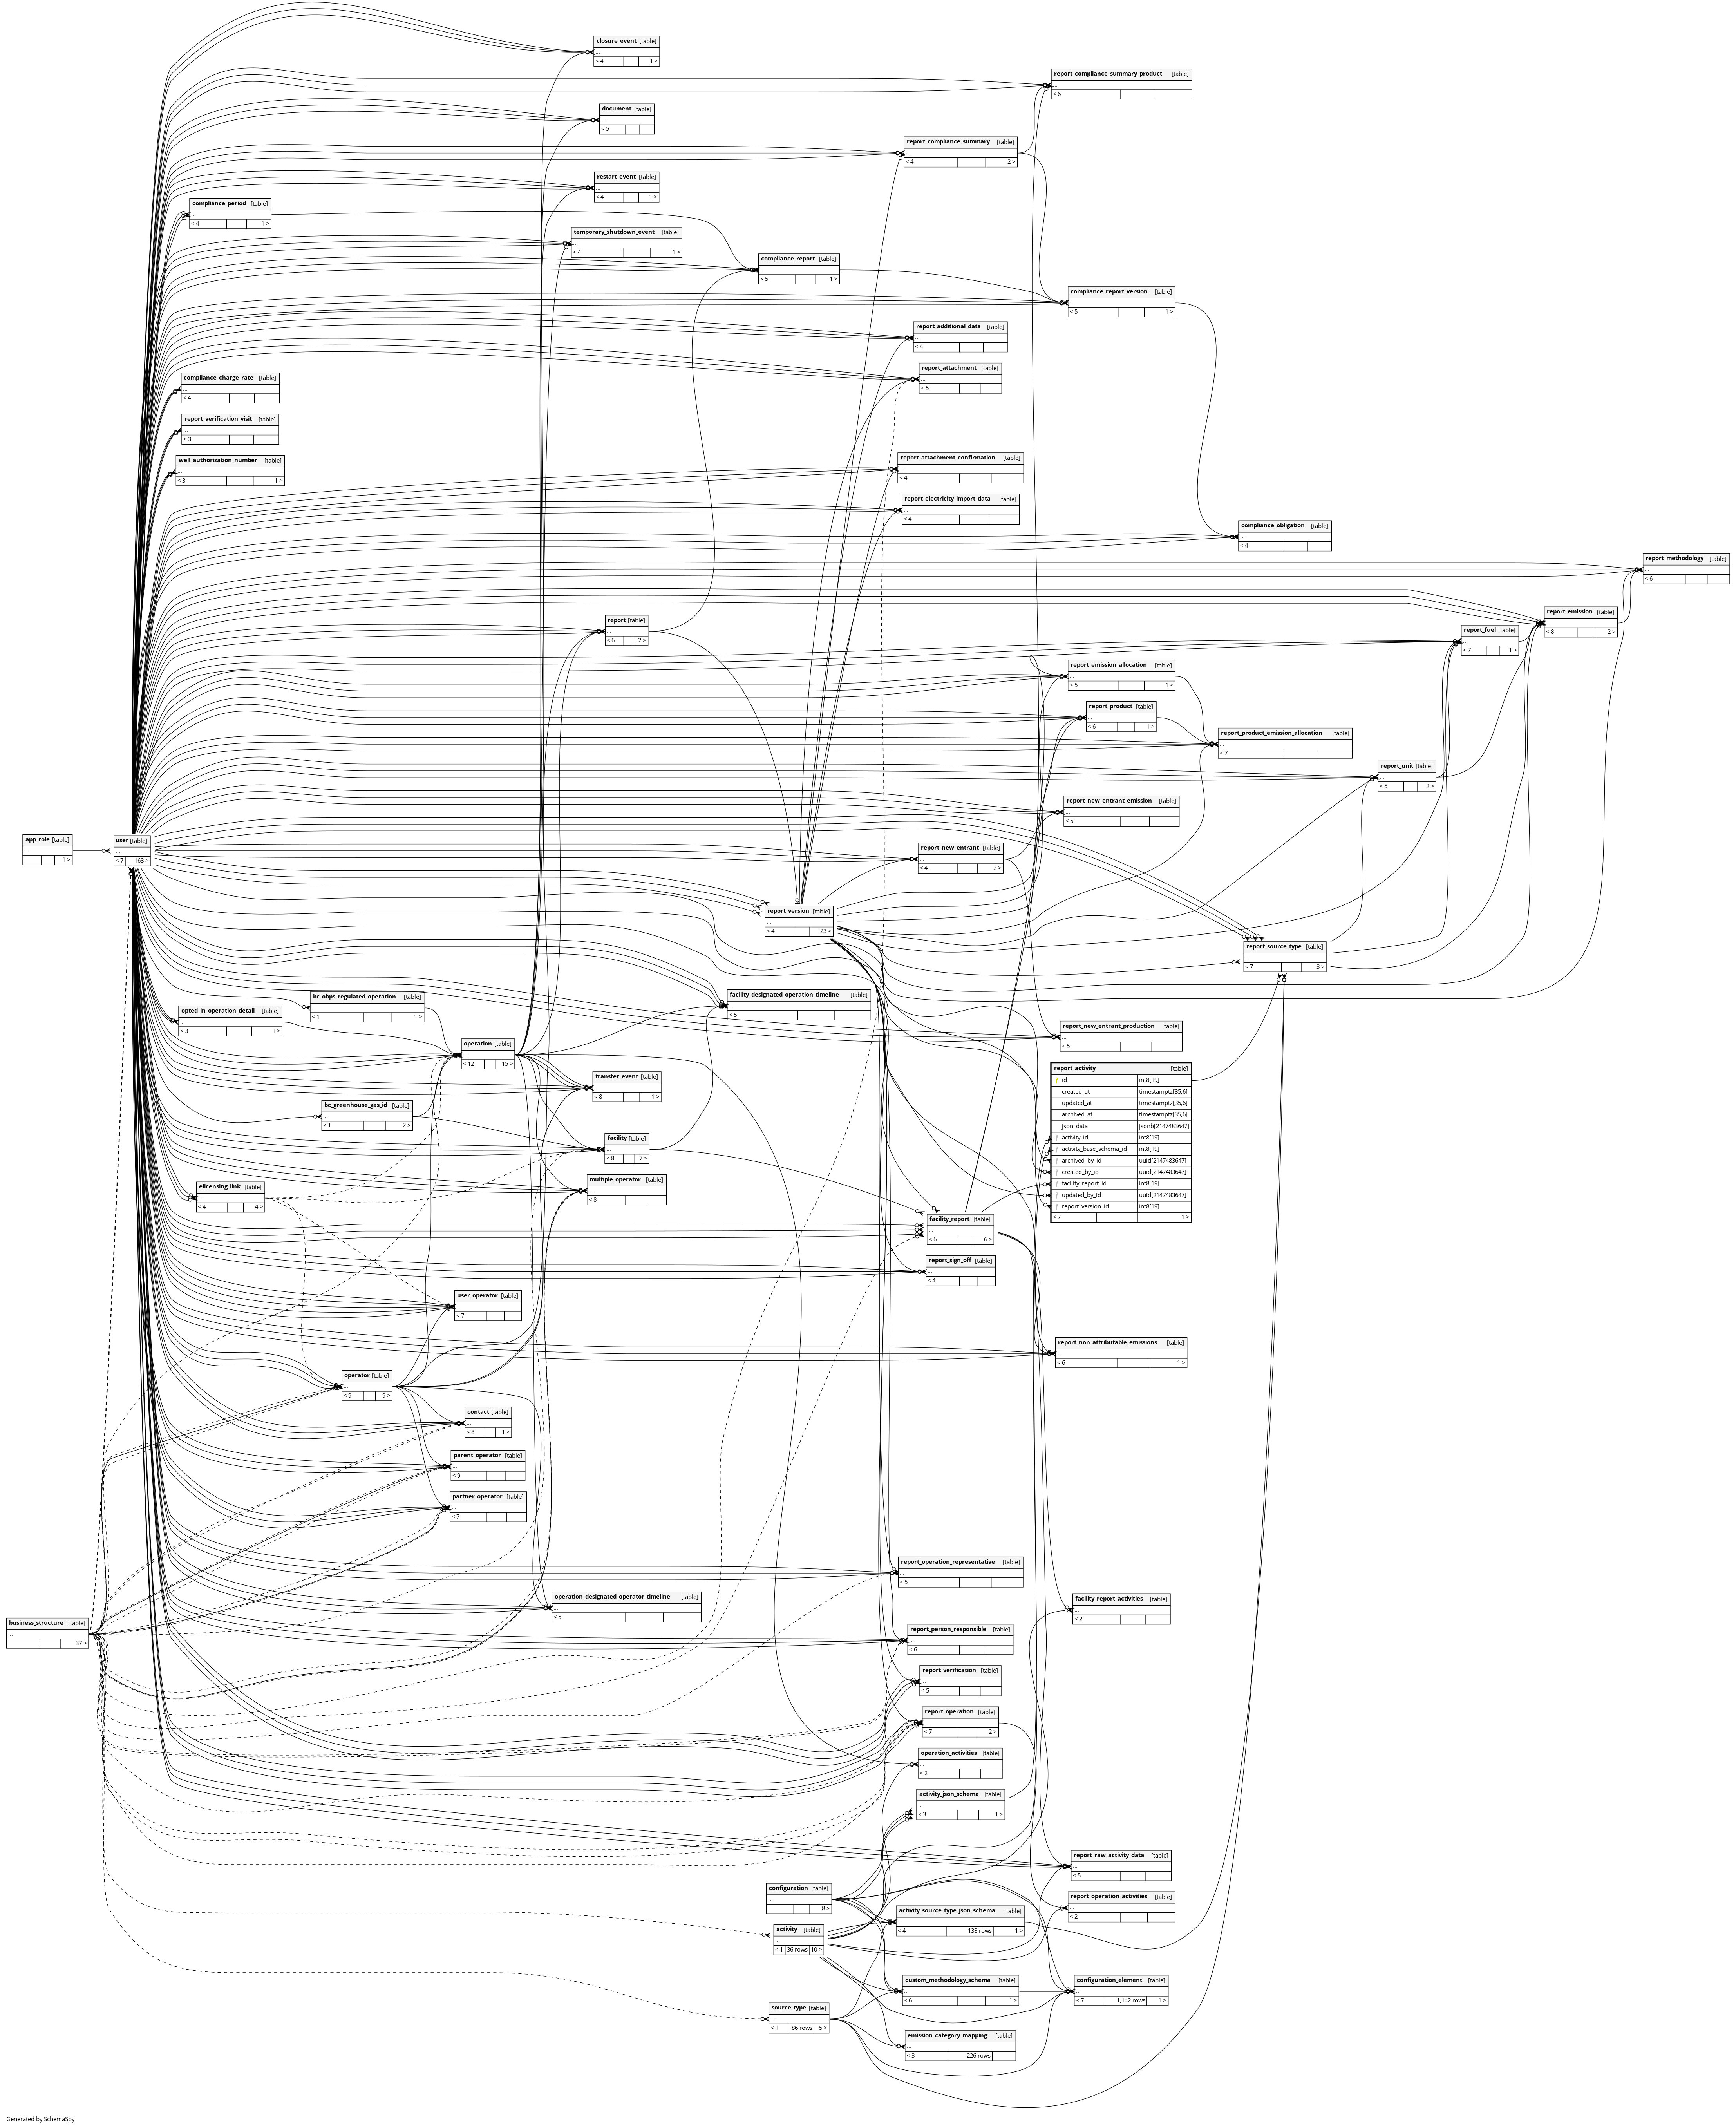 closure_event [table]
...
< 4 1 >
report_compliance_summary_product [table]
...
< 6
document [table]
...
< 5
report_compliance_summary [table]
...
< 4 2 >
restart_event [table]
...
< 4 1 >
compliance_period [table]
...
< 4 1 >
temporary_shutdown_event [table]
...
< 4 1 >
compliance_report [table]
...
< 5 1 >
compliance_report_version [table]
...
< 5 1 >
report_additional_data [table]
...
< 4
report_attachment [table]
...
< 5
compliance_charge_rate [table]
...
< 4
report_verification_visit [table]
...
< 3
well_authorization_number [table]
...
< 3 1 >
report_attachment_confirmation [table]
...
< 4
report_electricity_import_data [table]
...
< 4
compliance_obligation [table]
...
< 4
report_methodology [table]
...
< 6
report_emission [table]
...
< 8 2 >
report [table]
...
< 6 2 >
report_fuel [table]
...
< 7 1 >
report_emission_allocation [table]
...
< 5 1 >
report_product [table]
...
< 6 1 >
report_product_emission_allocation [table]
...
< 7
report_unit [table]
...
< 5 2 >
report_new_entrant_emission [table]
...
< 5
app_role [table]
...
1 >
user [table]
...
< 7 163 >
report_new_entrant [table]
...
< 4 2 >
report_version [table]
...
< 4 23 >
report_source_type [table]
...
< 7 3 >
bc_obps_regulated_operation [table]
...
< 1 1 >
facility_designated_operation_timeline [table]
...
< 5
opted_in_operation_detail [table]
...
< 3 1 >
report_new_entrant_production [table]
...
< 5
operation [table]
...
< 12 15 >
report_activity [table]
id int8[19]
created_at timestamptz[35,6]
updated_at timestamptz[35,6]
archived_at timestamptz[35,6]
json_data jsonb[2147483647]
activity_id int8[19]
activity_base_schema_id int8[19]
archived_by_id uuid[2147483647]
created_by_id uuid[2147483647]
facility_report_id int8[19]
updated_by_id uuid[2147483647]
report_version_id int8[19]
< 7 1 >
transfer_event [table]
...
< 8 1 >
bc_greenhouse_gas_id [table]
...
< 1 2 >
facility [table]
...
< 8 7 >
multiple_operator [table]
...
< 8
elicensing_link [table]
...
< 4 4 >
facility_report [table]
...
< 6 6 >
report_sign_off [table]
...
< 4
user_operator [table]
...
< 7
report_non_attributable_emissions [table]
...
< 6 1 >
operator [table]
...
< 9 9 >
contact [table]
...
< 8 1 >
parent_operator [table]
...
< 9
partner_operator [table]
...
< 7
report_operation_representative [table]
...
< 5
operation_designated_operator_timeline [table]
...
< 5
facility_report_activities [table]
...
< 2
business_structure [table]
...
37 >
report_person_responsible [table]
...
< 6
report_verification [table]
...
< 5
report_operation [table]
...
< 7 2 >
operation_activities [table]
...
< 2
activity_json_schema [table]
...
< 3 1 >
report_raw_activity_data [table]
...
< 5
configuration [table]
...
8 >
report_operation_activities [table]
...
< 2
activity_source_type_json_schema [table]
...
< 4 138 rows 1 >
activity [table]
...
< 1 36 rows 10 >
custom_methodology_schema [table]
...
< 6 1 >
configuration_element [table]
...
< 7 1,142 rows 1 >
source_type [table]
...
< 1 86 rows 5 >
emission_category_mapping [table]
...
< 3 226 rows
Generated by SchemaSpy